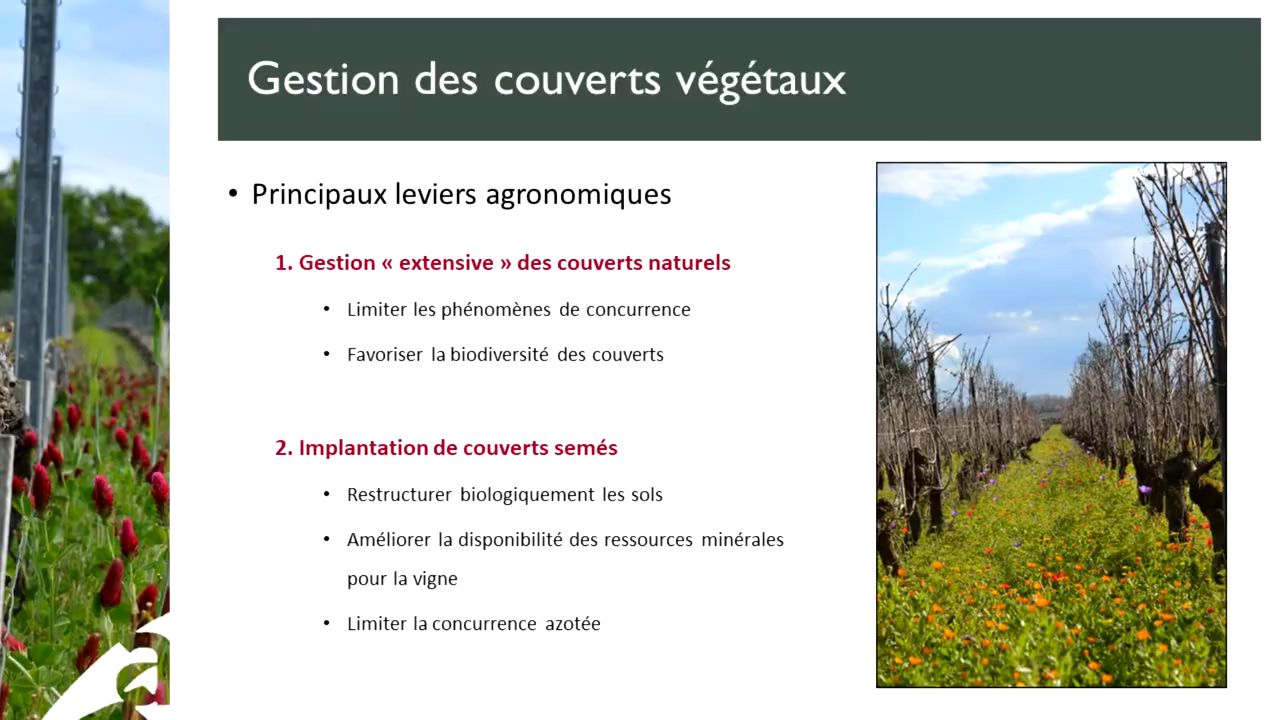 Gestion des couverts végétaux
• Principaux leviers agronomiques
1. Gestion « extensive » des couverts naturels
• Limiter les phénomènes de concurrence
• Favoriser la biodiversité des couverts
2. Implantation de couverts semés
• Restructurer biologiquement les sols
• Améliorer la disponibilité des ressources minérales
pour la vigne
• Limiter la concurrence azotée